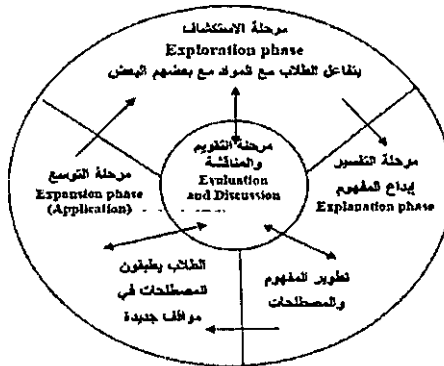 مرحلة الاستكشاف
Exploration phase
يتفاعل الطلاب مع المواد مع بعضهم البعض
مرحلة التقويم
والمناقشة
Evaluation
and Discussion
مرحلة التفسير
إبداع المفهوم
Explanation phase
مرحلة التوسع
Expansion phase
(Application)
الطلاب يطبقون
المصطلحات في
مواقف جديدة
تطوير المفهوم
والمصطلحات